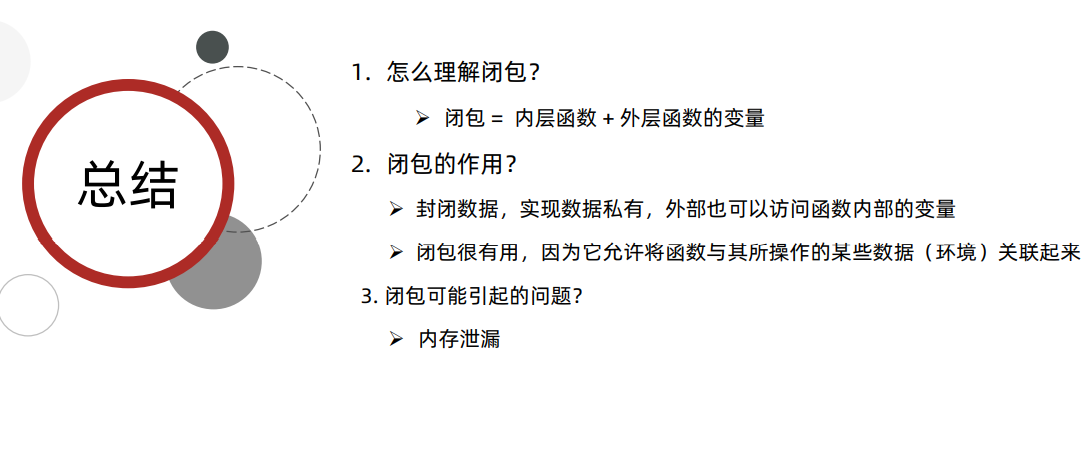 总结
1. 怎么理解闭包?
➢ 闭包 = 内层函数 + 外层函数的变量
2. 闭包的作用?
➢ 封闭数据，实现数据私有，外部也可以访问函数内部的变量
➢ 闭包很有用，因为它允许将函数与其所操作的某些数据（环境）关联起来
3. 闭包可能引起的问题?
➢ 内存泄漏